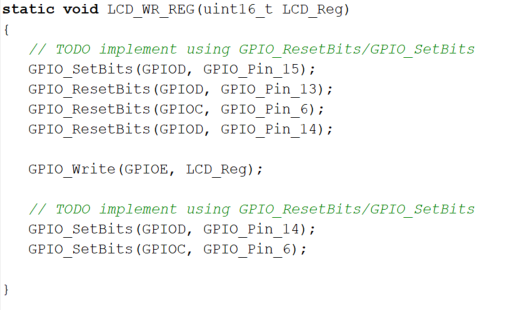 static void LCD_WR_REG(uint16_t LCD_Reg)
{
// TODO implement using GPIO_ResetBits/GPIO_SetBits
GPIO_SetBits(GPIOD, GPIO_Pin_15);
GPIO_ResetBits(GPIOD, GPIO_Pin_13);
GPIO_ResetBits(GPIOC, GPIO_Pin_6);
GPIO_ResetBits(GPIOD, GPIO_Pin_14);
GPIO_Write(GPIOE, LCD_Reg);
// TODO implement using GPIO_ResetBits/GPIO_SetBits
GPIO_SetBits(GPIOD, GPIO_Pin_14);
GPIO_SetBits(GPIOC, GPIO_Pin_6);
}